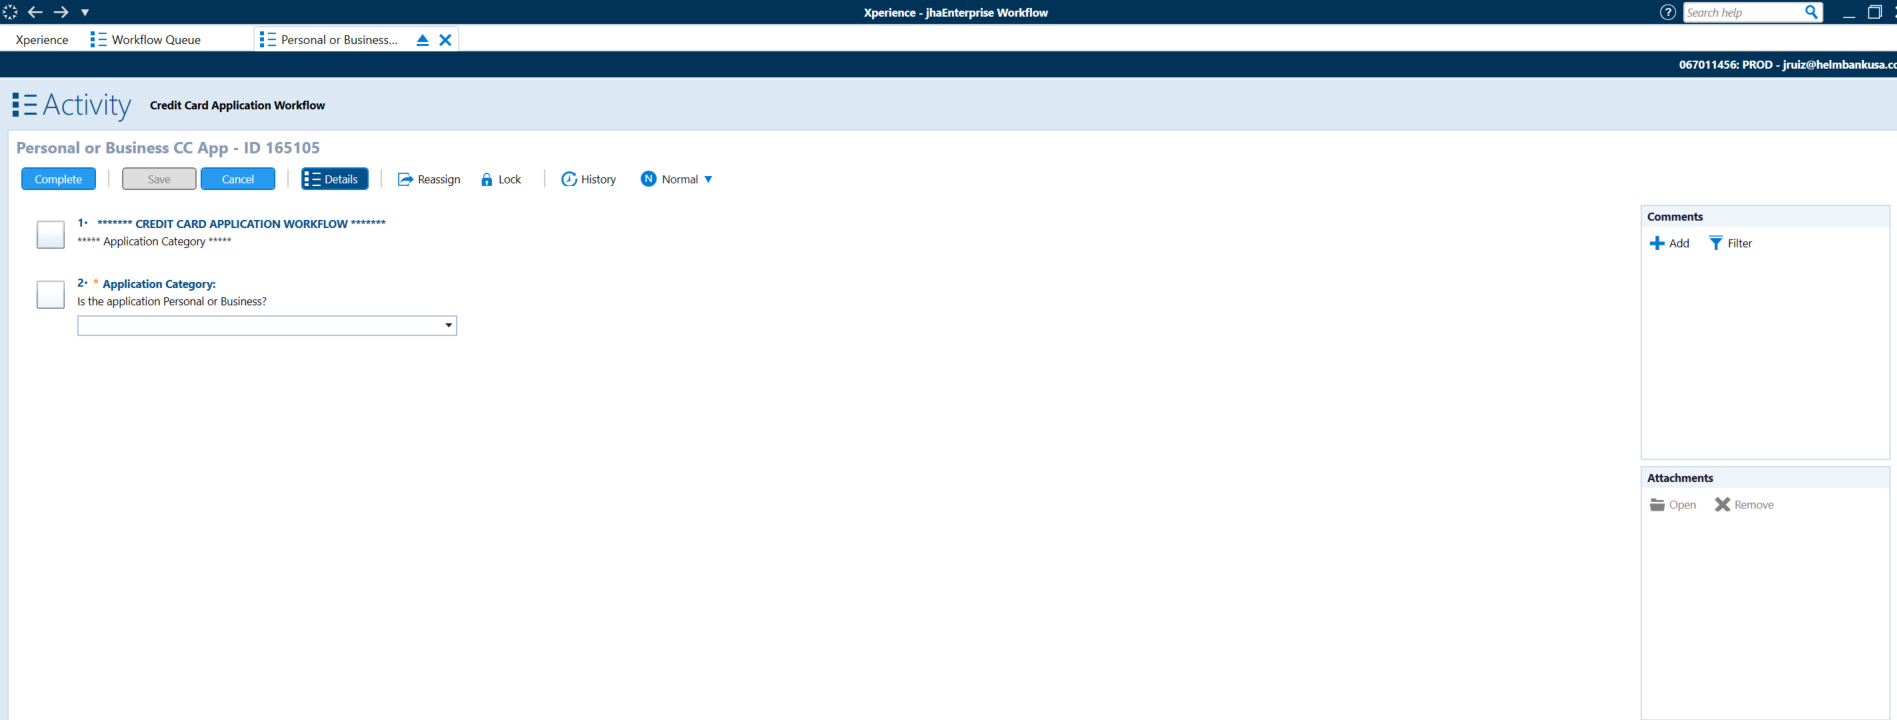 Xperience - jhaEnterprise Workflow
? Search help
Xperience Workflow Queue Personal or Business...
067011456: PROD - jruiz@helmbankusa.co
Activity Credit Card Application Workflow
Personal or Business CC App - ID 165105
Complete Save Cancel Details Reassign Lock History N Normal
1· ******* CREDIT CARD APPLICATION WORKFLOW *******
***** Application Category *****
2· * Application Category:
Is the application Personal or Business?
Comments
Add Filter
Attachments
Open Remove